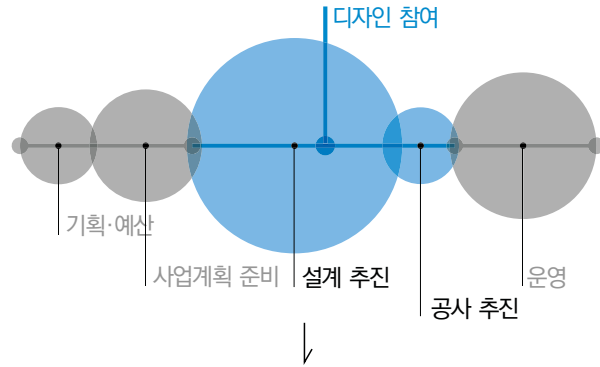 디자인 참여
기획·예산
사업계획 준비
설계 추진
운영
공사 추진